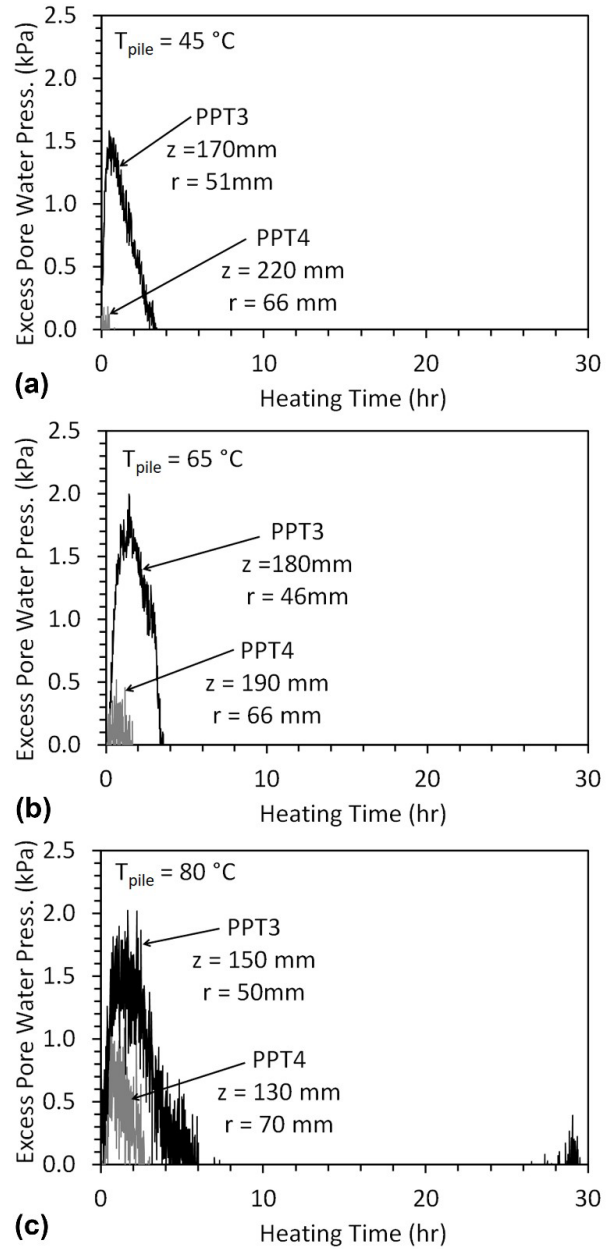 2.5
T_pile = 45 °C
2.0
PPT3
1.5
z =170mm
r = 51mm
1.0
PPT4
z = 220 mm
0.5
r = 66 mm
0.0
0 10 20 30
Excess Pore Water Press. (kPa)
(a)
Heating Time (hr)
2.5
T_pile = 65 °C
2.0
PPT3
z =180mm
1.5
r = 46mm
1.0
PPT4
z = 190 mm
0.5
r = 66 mm
0.0
0 10 20 30
Excess Pore Water Press. (kPa)
(b)
Heating Time (hr)
2.5
T_pile = 80 °C
2.0
PPT3
z = 150 mm
1.5
r = 50mm
1.0
PPT4
z = 130 mm
0.5
r = 70 mm
0.0
0 10 20 30
Excess Pore Water Press. (kPa)
(c)
Heating Time (hr)